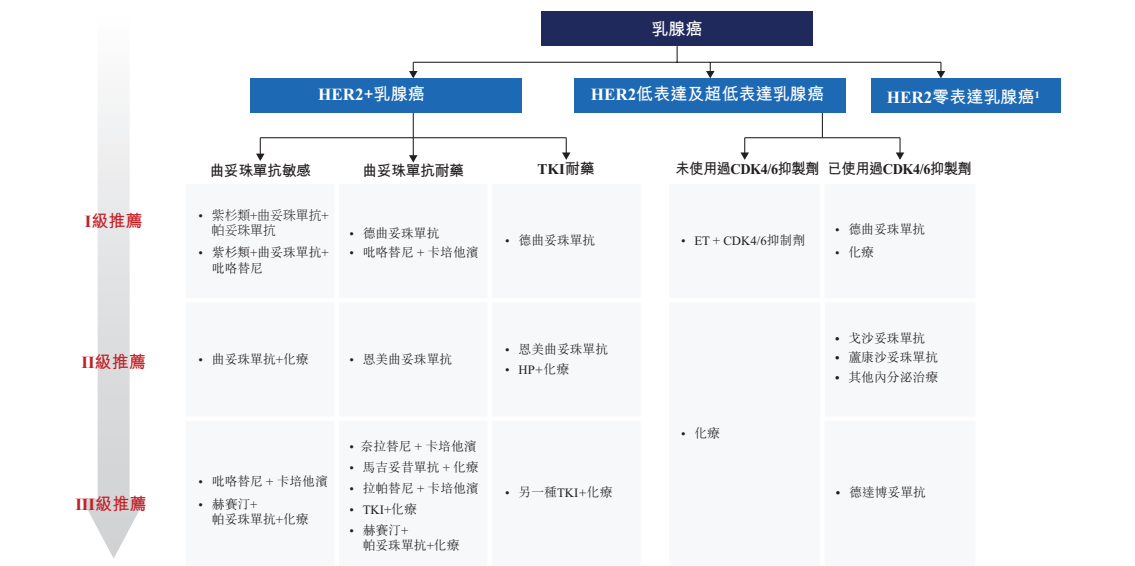 乳腺癌
HER2+乳腺癌
HER2低表達及超低表達乳腺癌
HER2零表達乳腺癌¹
曲妥珠單抗敏感
曲妥珠單抗耐藥
TKI耐藥
未使用過CDK4/6抑製劑
已使用過CDK4/6抑製劑
I級推薦
• 紫杉類+曲妥珠單抗+
帕妥珠單抗
• 紫杉類+曲妥珠單抗+
吡咯替尼
• 德曲妥珠單抗
• 吡咯替尼 + 卡培他濱
• 德曲妥珠單抗
• ET + CDK4/6抑制劑
• 德曲妥珠單抗
• 化療
II級推薦
• 曲妥珠單抗+化療
• 恩美曲妥珠單抗
• 恩美曲妥珠單抗
• HP+化療
• 化療
• 戈沙妥珠單抗
• 蘆康沙妥珠單抗
• 其他內分泌治療
III級推薦
• 吡咯替尼 + 卡培他濱
• 赫賽汀+
帕妥珠單抗+化療
• 奈拉替尼 + 卡培他濱
• 馬吉妥昔單抗 + 化療
• 拉帕替尼 + 卡培他濱
• TKI+化療
• 赫賽汀+
帕妥珠單抗+化療
• 另一種TKI+化療
• 德達博妥單抗